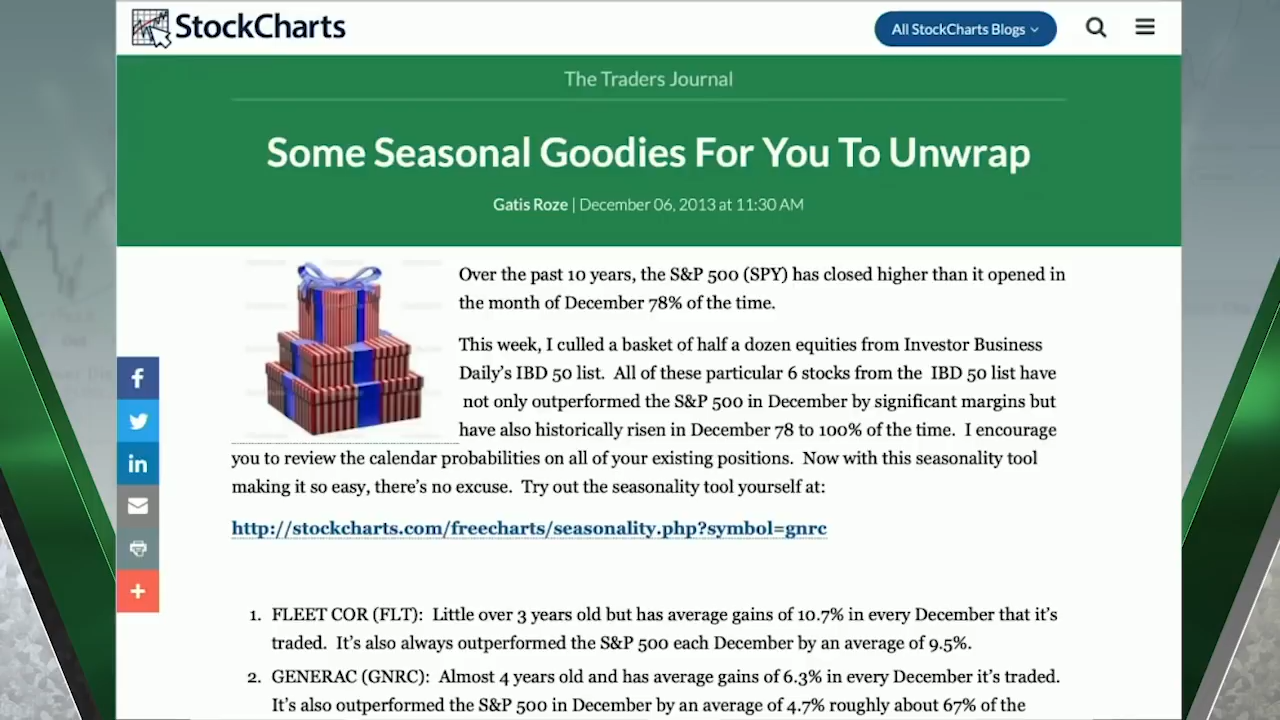 StockCharts
All StockCharts Blogs
The Traders Journal
Some Seasonal Goodies For You To Unwrap
Gatis Roze | December 06, 2013 at 11:30 AM
Over the past 10 years, the S&P 500 (SPY) has closed higher than it opened in
the month of December 78% of the time.
This week, I culled a basket of half a dozen equities from Investor Business
Daily's IBD 50 list.  All of these particular 6 stocks from the  IBD 50 list have
not only outperformed the S&P 500 in December by significant margins but
have also historically risen in December 78 to 100% of the time.  I encourage
you to review the calendar probabilities on all of your existing positions.  Now with this seasonality tool
making it so easy, there's no excuse.  Try out the seasonality tool yourself at:
http://stockcharts.com/freecharts/seasonality.php?symbol=gnrc
1. FLEET COR (FLT):  Little over 3 years old but has average gains of 10.7% in every December that it's
traded.  It's also always outperformed the S&P 500 each December by an average of 9.5%.
2. GENERAC (GNRC):  Almost 4 years old and has average gains of 6.3% in every December it's traded.
It's also outperformed the S&P 500 in December by an average of 4.7% roughly about 67% of the